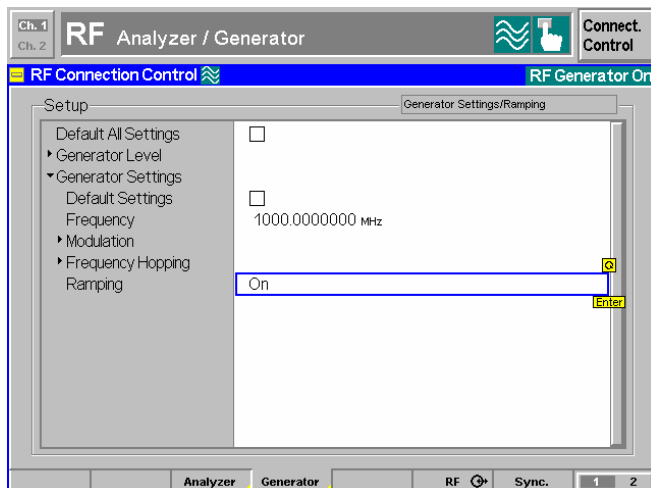 Ch. 1
Ch. 2
RF Analyzer / Generator
Connect.
Control
RF Connection Control
RF Generator On
Setup
Generator Settings/Ramping
Default All Settings
Generator Level
Generator Settings
Default Settings
Frequency 1000.0000000 MHz
Modulation
Frequency Hopping
Ramping On
Enter
Analyzer Generator RF Sync. 1 2